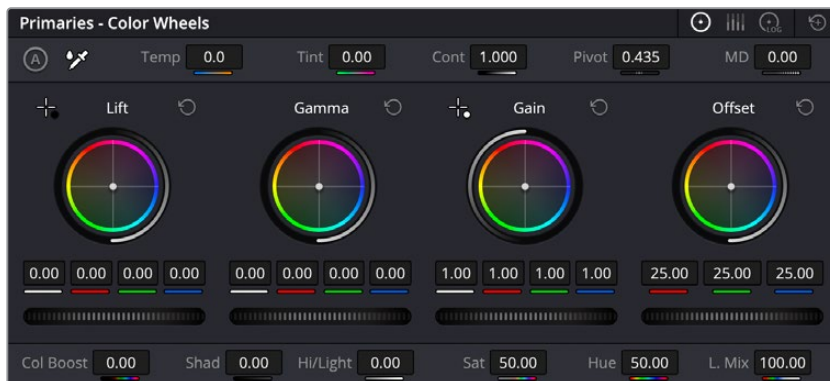 Primaries - Color Wheels
LOG
A Temp 0.0 Tint 0.00 Cont 1.000 Pivot 0.435 MD 0.00
Lift Gamma Gain Offset
0.00 0.00 0.00 0.00 0.00 0.00 0.00 0.00 1.00 1.00 1.00 1.00 25.00 25.00 25.00
Col Boost 0.00 Shad 0.00 Hi/Light 0.00 Sat 50.00 Hue 50.00 L. Mix 100.00